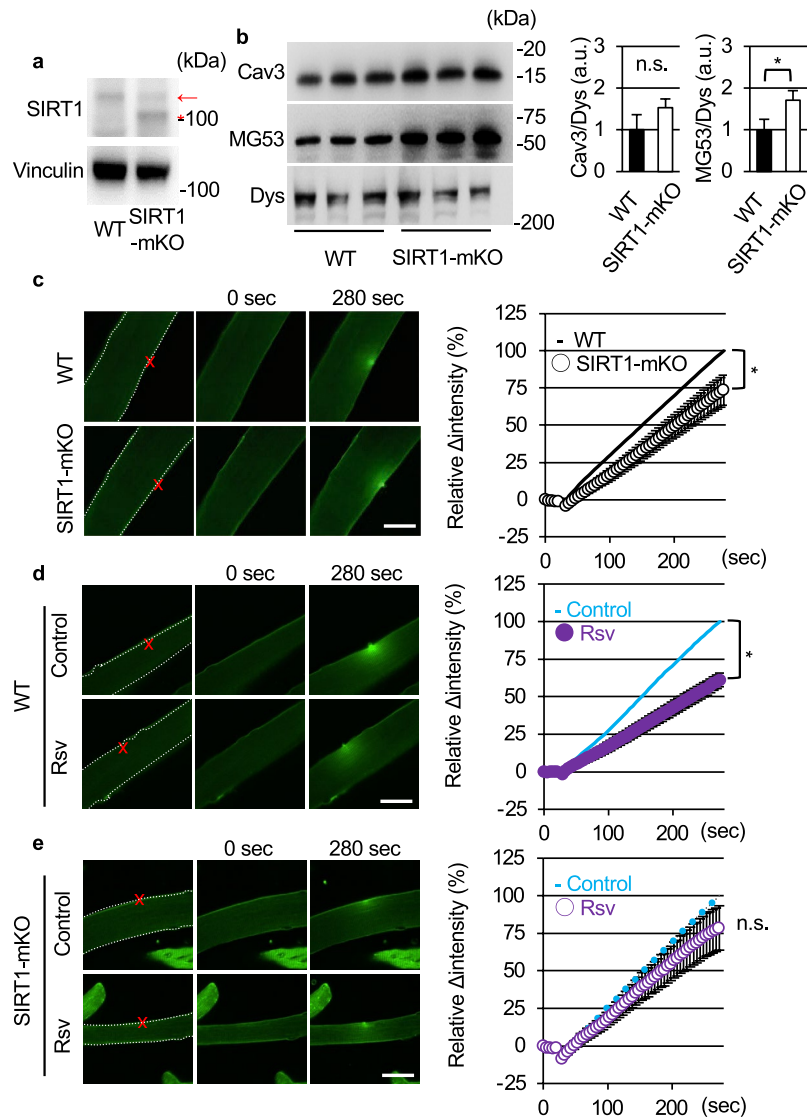 a
(kDa)
SIRT1
←
*
-100
Vinculin
-100
WT
SIRT1
-mKO
b
(kDa)
Cav3
-20
-15
MG53
-75
-50
Dys
-200
WT
SIRT1-mKO
Cav3/Dys (a.u.)
3
2
1
0
n.s.
WT
SIRT1-mKO
MG53/Dys (a.u.)
3
2
1
0
*
WT
SIRT1-mKO
c
0 sec
280 sec
WT
X
SIRT1-mKO
X
Relative Δintensity (%)
125
100
75
50
25
0
-25
- WT
SIRT1-mKO
*
0
100
200
(sec)
d
0 sec
280 sec
WT
Control
X
Rsv
X
Relative Δintensity (%)
125
100
75
50
25
0
-25
- Control
Rsv
*
0
100
200
(sec)
e
0 sec
280 sec
SIRT1-mKO
Control
X
Rsv
X
Relative Δintensity (%)
125
100
75
50
25
0
-25
- Control
Rsv
n.s.
0
100
200
(sec)